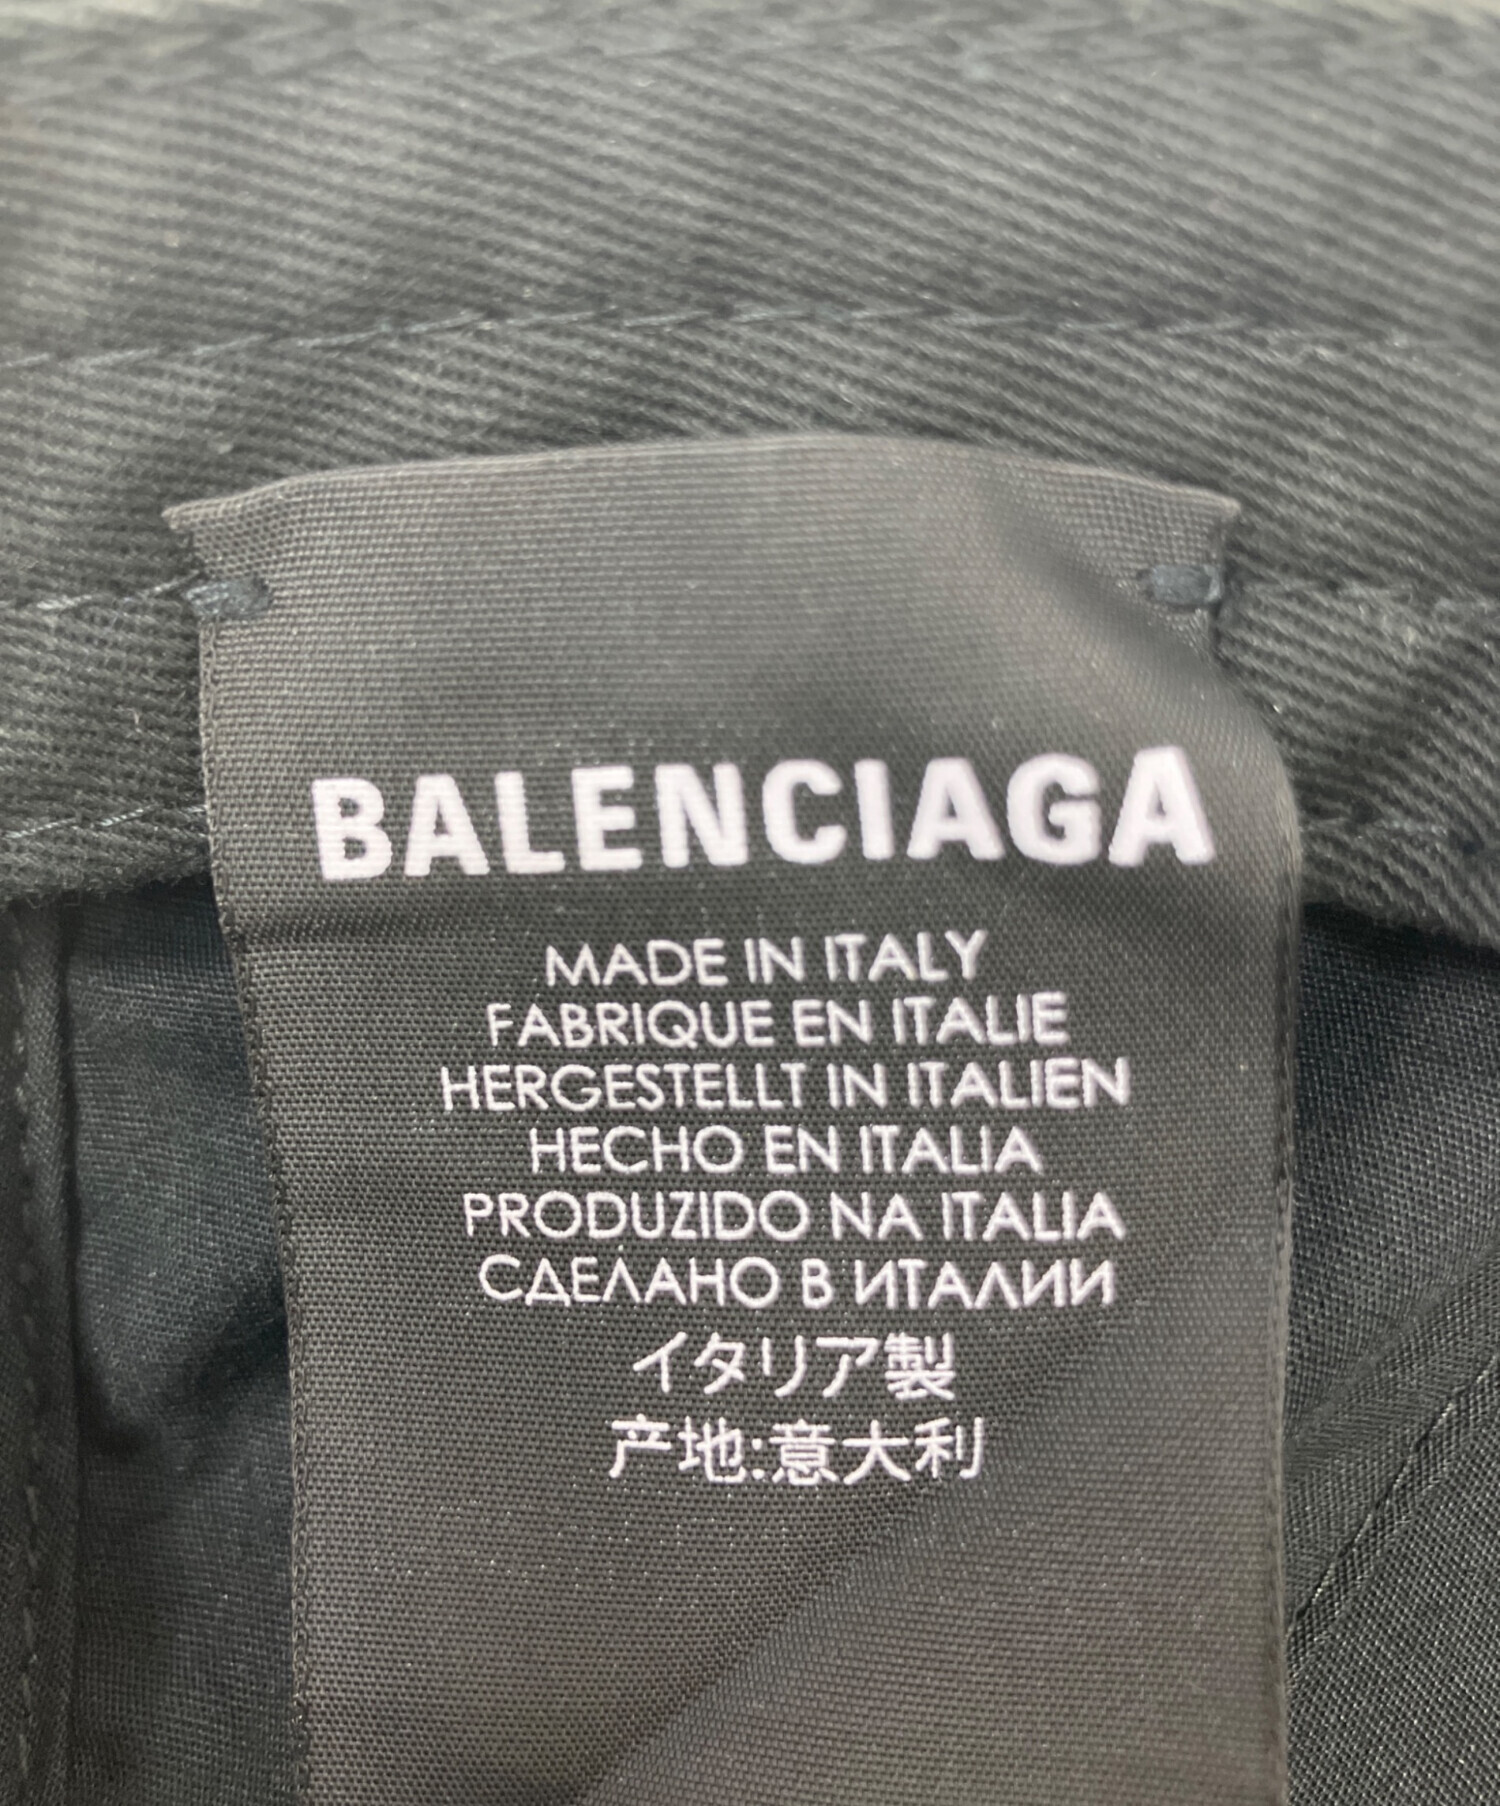 BALENCIAGA
MADE IN ITALY
FABRIQUE EN ITALIE
HERGESTELLT IN ITALIEN
HECHO EN ITALIA
PRODUZIDO NA ITALIA
СДЕЛАНО В ИТАЛИИ
イタリア製
产地:意大利